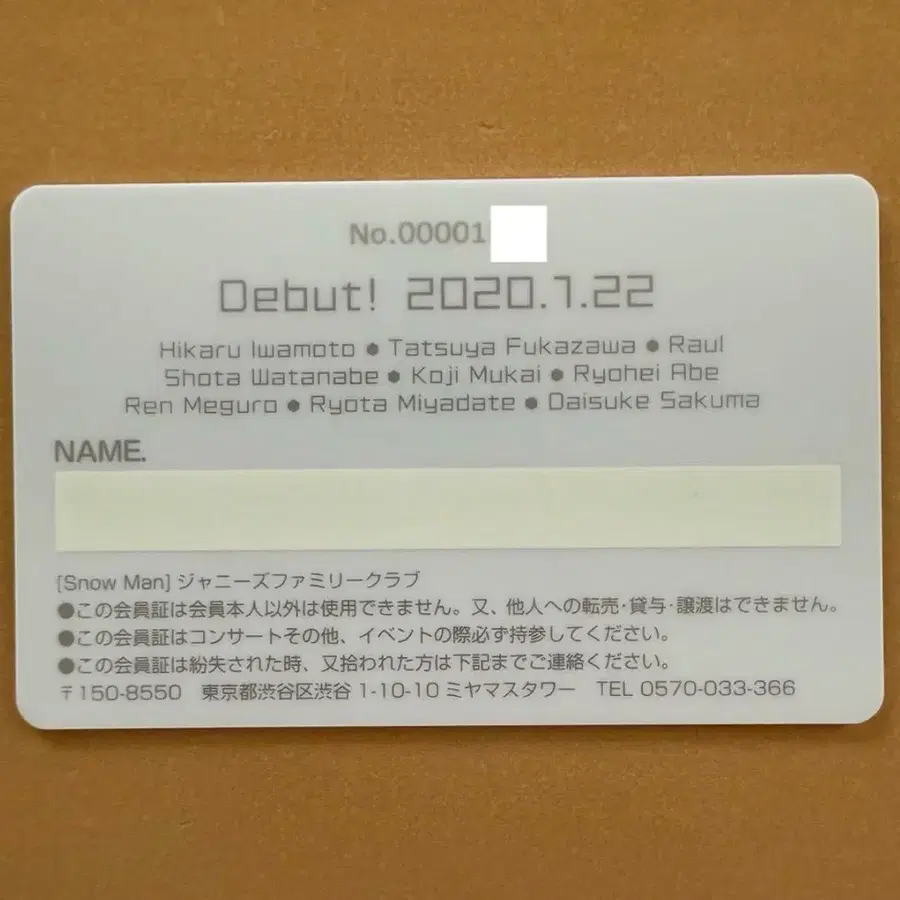 No.00001
Debut! 2020.1.22
Hikaru Iwamoto ● Tatsuya Fukazawa ● Raul
Shota Watanabe ● Koji Mukai ● Ryohei Abe
Ren Meguro ● Ryota Miyadate ● Daisuke Sakuma
NAME.
[Snow Man] ジャニーズファミリークラブ
●この会員証は会員本人以外は使用できません。又、他人への転売・貸与・譲渡はできません。
●この会員証はコンサートその他、イベントの際必ず持参してください。
●この会員証は紛失された時、又拾われた方は下記までご連絡ください。
〒150-8550 東京都渋谷区渋谷 1-10-10 ミヤマスタワー TEL 0570-033-366